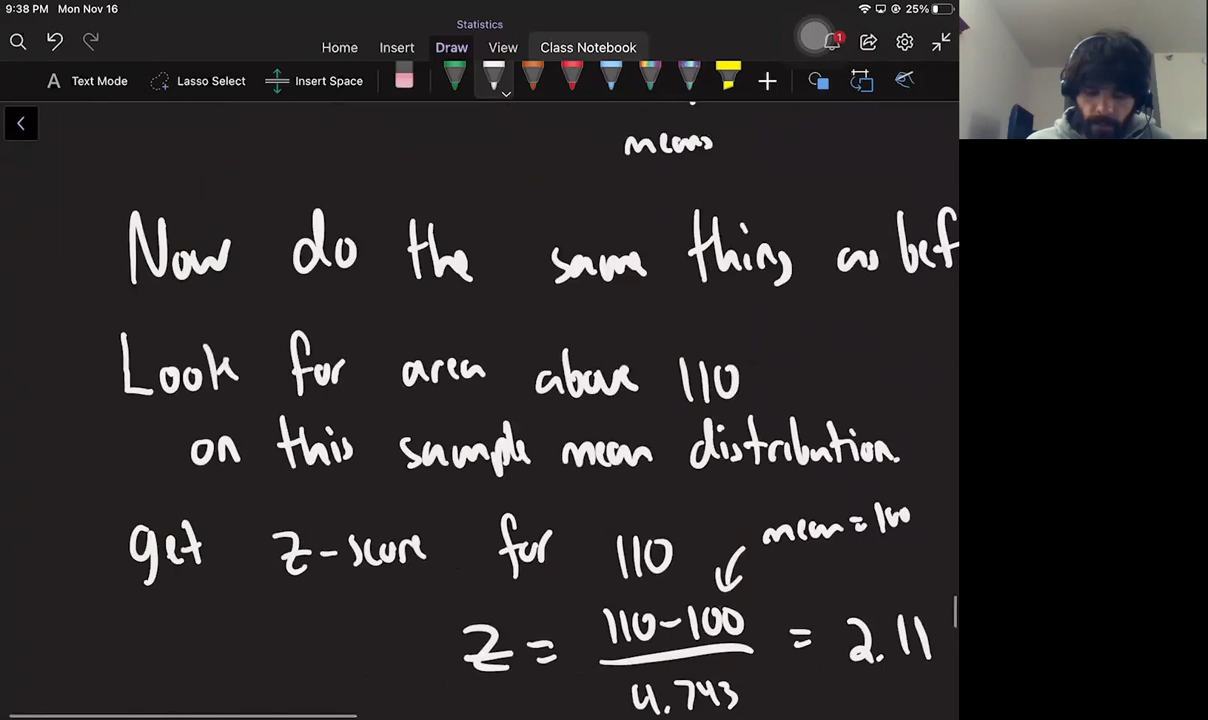 9:38 PM Mon Nov 16
25%
Statistics
Home Insert Draw View Class Notebook
1
Text Mode Lasso Select Insert Space
means
Now do the same thing as bef
Look for area above 110
on this sample mean distribution.
get z-score for 110
mean = 100
Z = 110-100 / 4.743 = 2.11